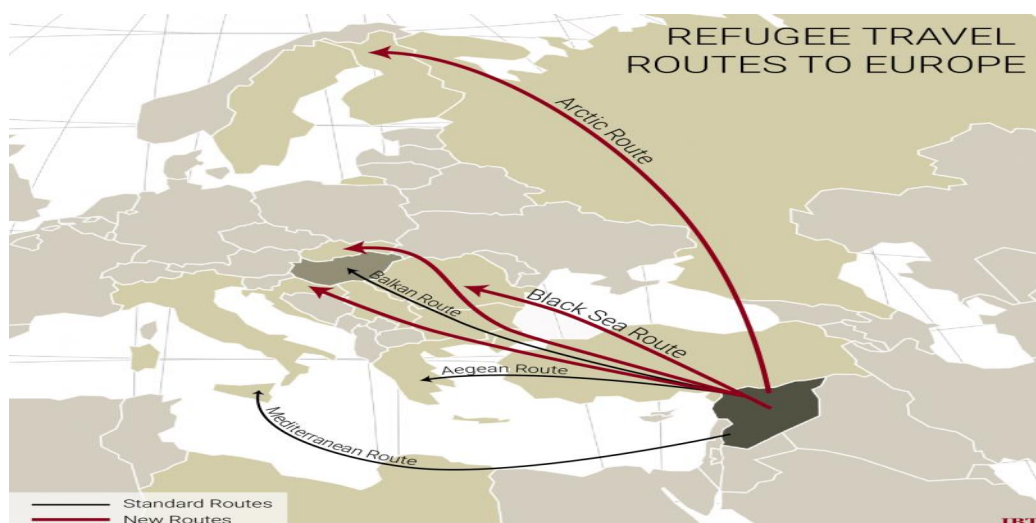 REFUGEE TRAVEL
ROUTES TO EUROPE
Arctic Route
Black Sea Route
Balkan Route
Aegean Route
Mediterranean Route
Standard Routes
New Routes